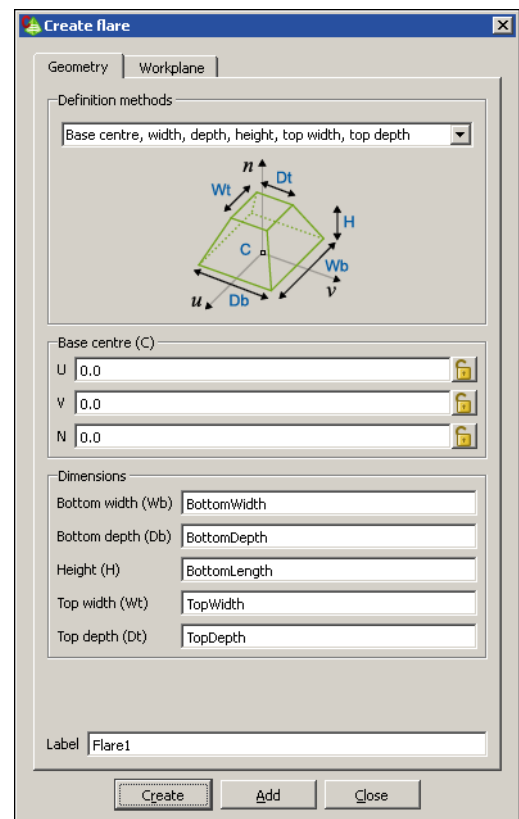 Create flare
Geometry Workplane
Definition methods
Base centre, width, depth, height, top width, top depth
n
Wt Dt
H
C
Wb
u Db v
Base centre (C)
U 0.0
V 0.0
N 0.0
Dimensions
Bottom width (Wb) BottomWidth
Bottom depth (Db) BottomDepth
Height (H) BottomLength
Top width (Wt) TopWidth
Top depth (Dt) TopDepth
Label Flare1
Create Add Close